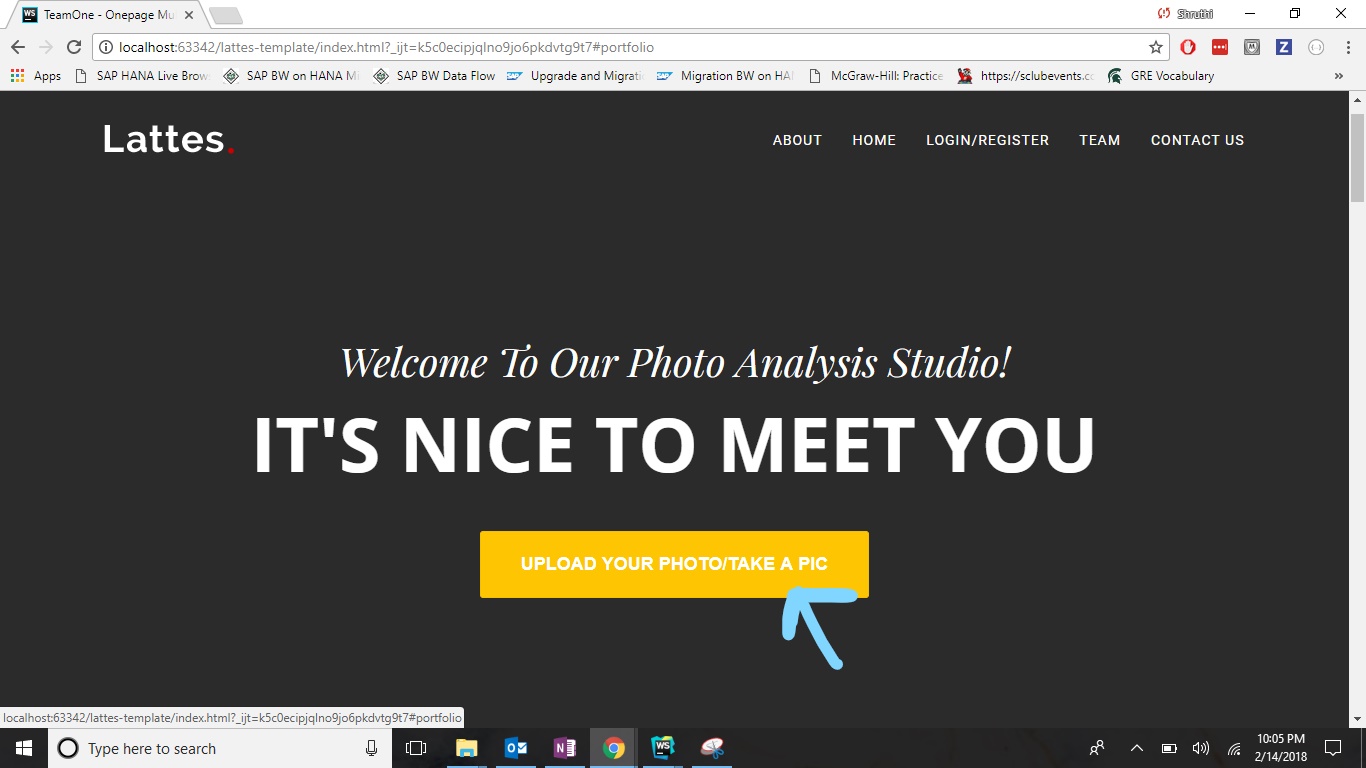 TeamOne - Onepage Mu
Shruthi
localhost:63342/lattes-template/index.html?_ijt=k5c0ecipjqlno9jo6pkdvtg9t7#portfolio
Apps SAP HANA Live Brow SAP BW on HANA Mi SAP BW Data Flow Upgrade and Migrati Migration BW on HAN McGraw-Hill: Practice https://sclubevents.cc GRE Vocabulary »
Lattes.
ABOUT HOME LOGIN/REGISTER TEAM CONTACT US
Welcome To Our Photo Analysis Studio!
IT'S NICE TO MEET YOU
UPLOAD YOUR PHOTO/TAKE A PIC
localhost:63342/lattes-template/index.html?_ijt=k5c0ecipjqlno9jo6pkdvtg9t7#portfolio
Type here to search
10:05 PM
2/14/2018